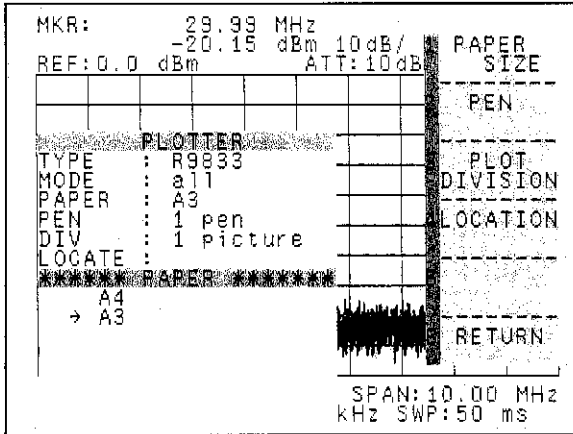 MKR: 29.99 MHz
-20.15 dBm 10dB/
REF:0.0 dBm ATT:10dB
PLOTTER
TYPE : R9833
MODE : all
PAPER : A3
PEN : 1 pen
DIV : 1 picture
LOCATE :
****** PAPER *******
A4
→ A3
SPAN:10.00 MHz
kHz SWP:50 ms
PAPER
SIZE
PEN
PLOT
DIVISION
LOCATION
RETURN